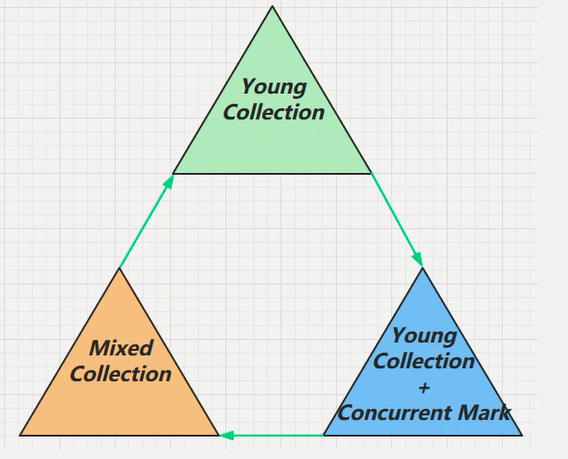 Young
Collection
Mixed
Collection
Young
Collection
+
Concurrent Mark